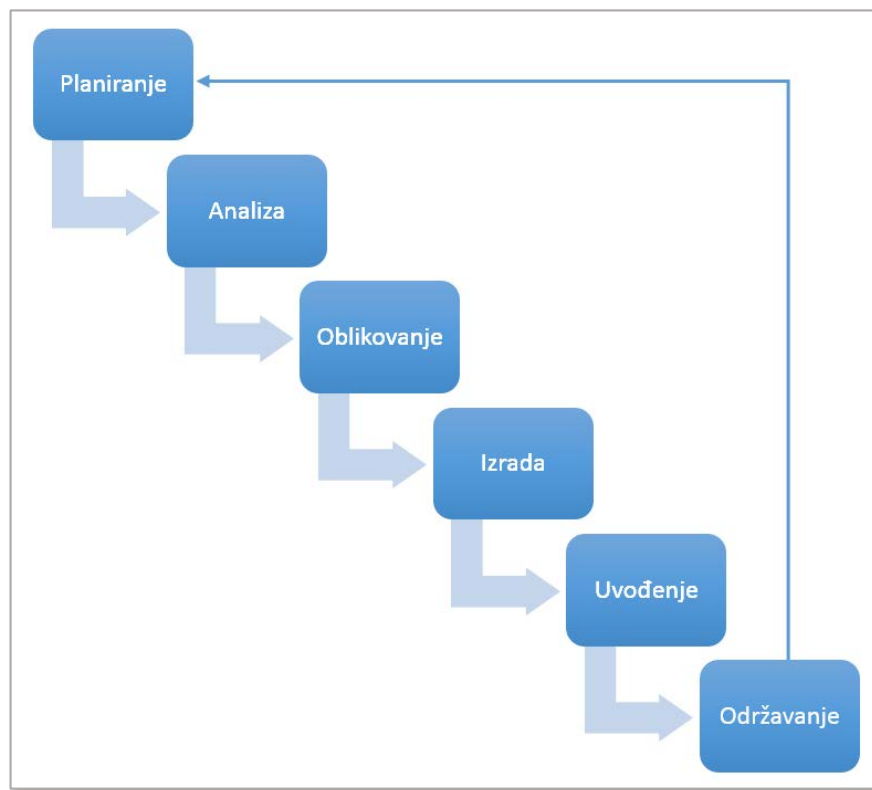 Planiranje
Analiza
Oblikovanje
Izrada
Uvođenje
Održavanje